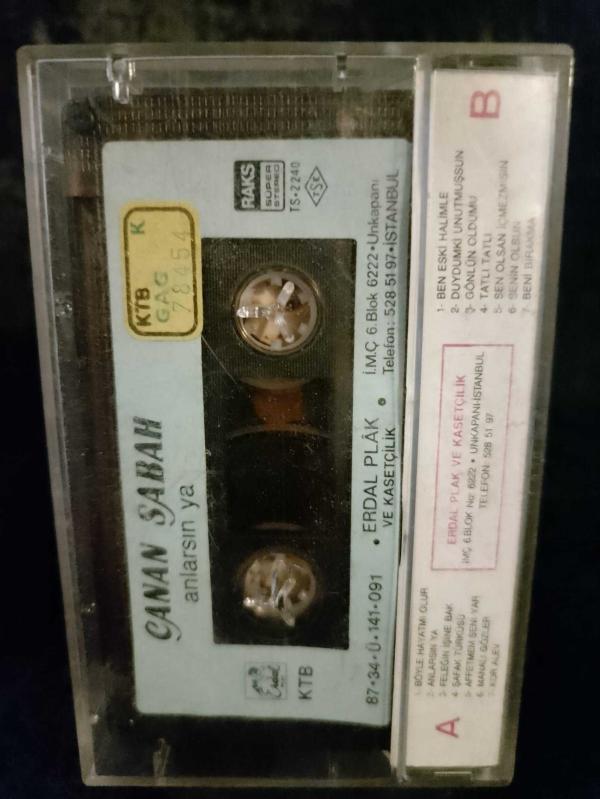 CANAN SABAH
anlarsın ya
KTB K
GAG
78454
RAKS
SUPER
STEREO
TS•2240
TSE
Erdal
KTB
• ERDAL PLÂK
VE KASETÇİLİK •
İ.M.Ç 6.Blok 6222•Unkapanı
Telefon: 528 51 97•İSTANBUL
87•34•Ü•141•091
A
1- BÖYLE HAYATMI OLUR
2- ANLARSIN YA
3- FELEĞİN İŞİNE BAK
4- ŞAFAK TÜRKÜSÜ
5- AFFETMEM SENİ YAR
6- MANALI GÖZLER
7- KOR ALEV
ERDAL PLAK VE KASETÇİLİK
İMÇ 6.BLOK No: 6222 • UNKAPANI-İSTANBUL
TELEFON: 528 51 97
B
1- BEN ESKİ HALİMLE
2- DUYDUMKİ UNUTMUŞSUN
3- GÖNLÜN OLDUMU
4- TATLI TATLI
5- SEN OLSAN İÇMEZMİSİN
6- SENİN OLSUN
7- BENİ BIRAKMA